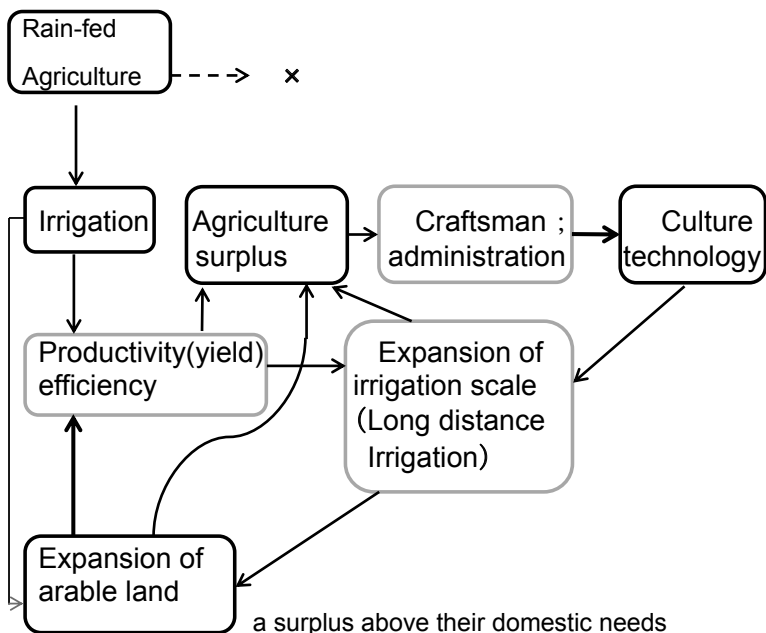 Rain-fed
Agriculture
×
Irrigation
Agriculture
surplus
Craftsman ;
administration
Culture
technology
Productivity(yield)
efficiency
Expansion of
irrigation scale
（Long distance
Irrigation）
Expansion of
arable land
a surplus above their domestic needs